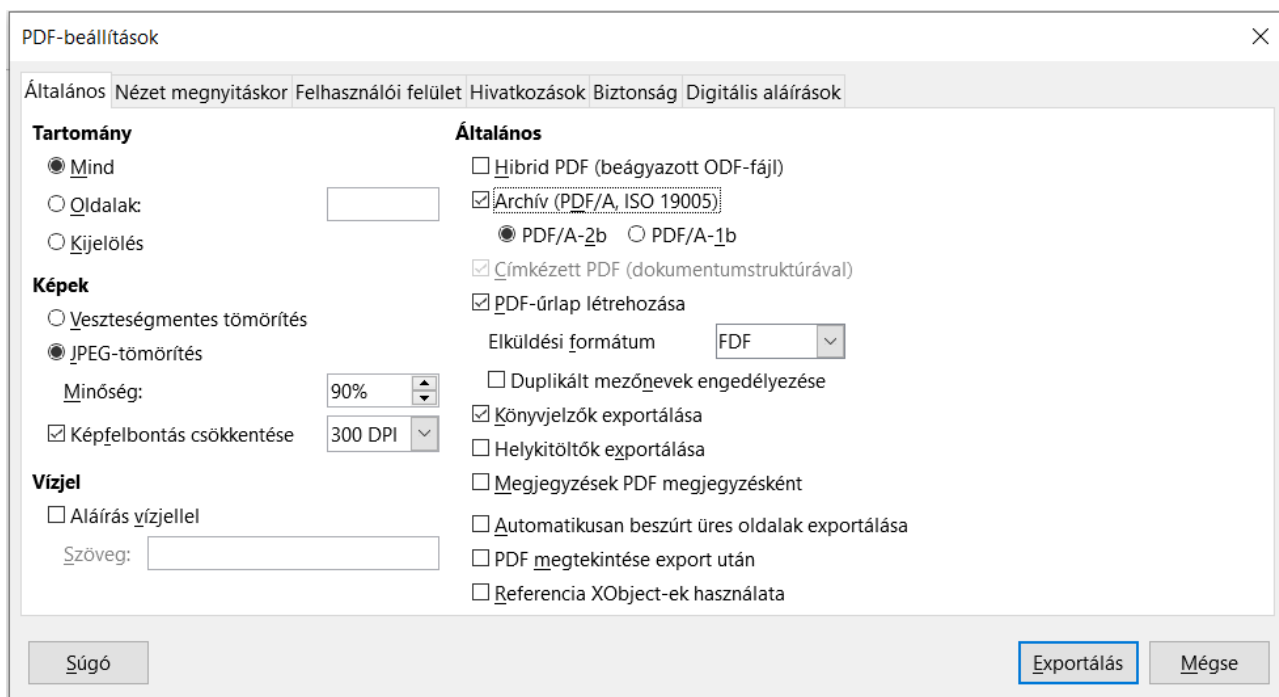 PDF-beállítások
Általános Nézet megnyitáskor Felhasználói felület Hivatkozások Biztonság Digitális aláírások
Tartomány
Mind
Oldalak:
Kijelölés
Képek
Veszteségmentes tömörítés
JPEG-tömörítés
Minőség: 90%
Képfelbontás csökkentése 300 DPI
Vízjel
Aláírás vízjellel
Szöveg:
Általános
Hibrid PDF (beágyazott ODF-fájl)
Archív (PDF/A, ISO 19005)
PDF/A-2b PDF/A-1b
Címkézett PDF (dokumentumstruktúrával)
PDF-űrlap létrehozása
Elküldési formátum FDF
Duplikált mezőnevek engedélyezése
Könyvjelzők exportálása
Helykitöltők exportálása
Megjegyzések PDF megjegyzésként
Automatikusan beszúrt üres oldalak exportálása
PDF megtekintése export után
Referencia XObject-ek használata
Súgó Exportálás Mégse